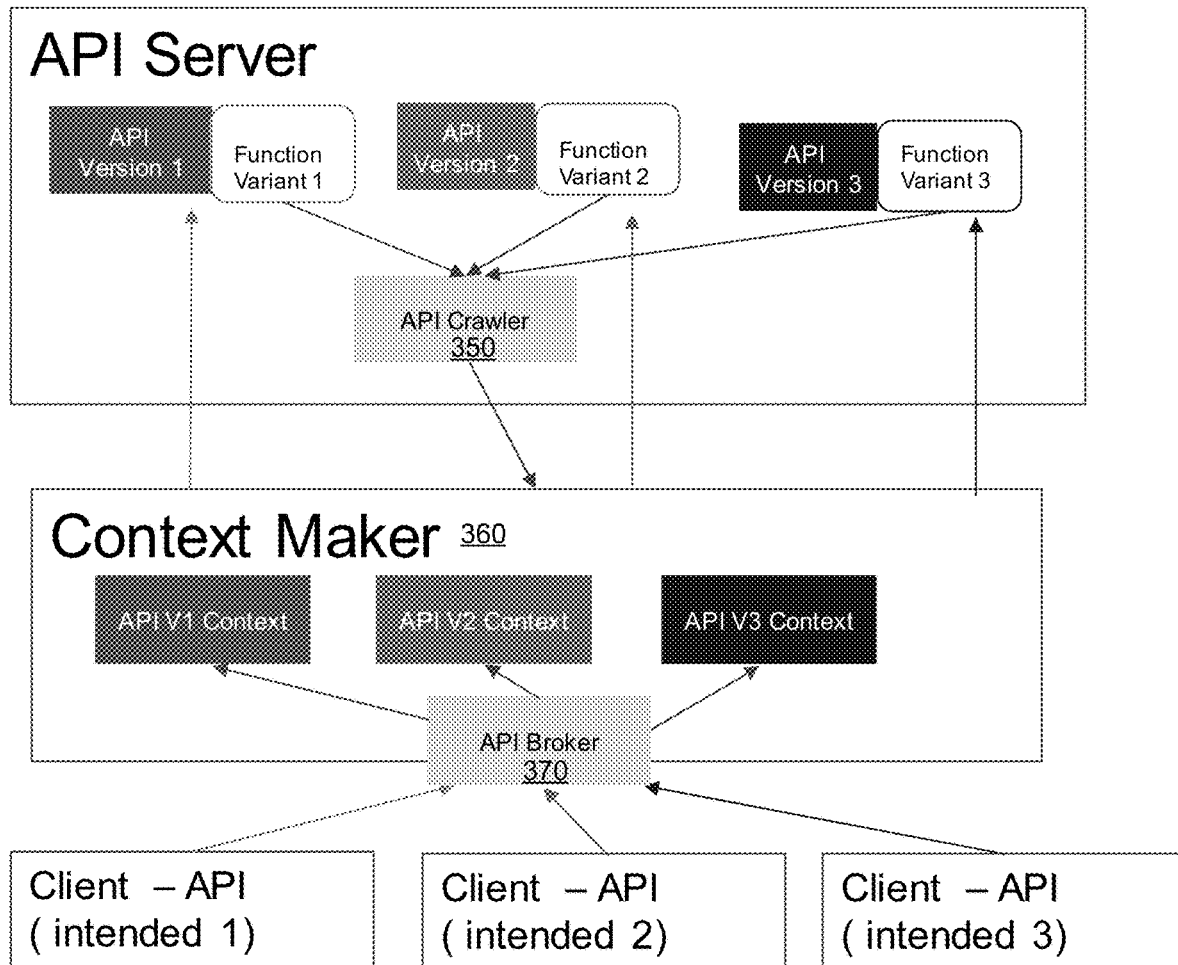 API Server
API
Version 1
Function
Variant 1
API
Version 2
Function
Variant 2
API
Version 3
Function
Variant 3
API Crawler
350
Context Maker 360
API V1 Context
API V2 Context
API V3 Context
API Broker
370
Client – API
( intended 1)
Client – API
( intended 2)
Client – API
( intended 3)